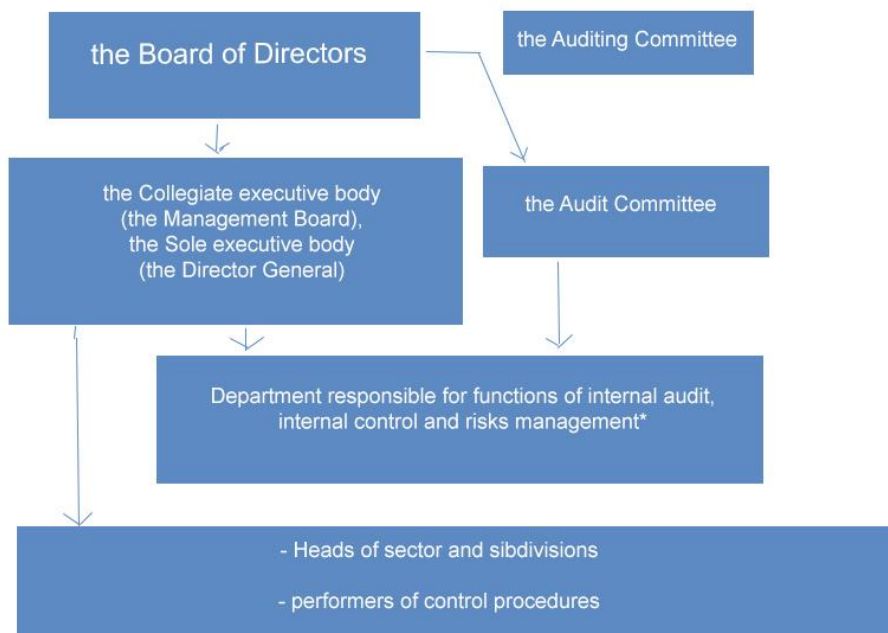 the Board of Directors
the Auditing Committee
the Collegiate executive body
(the Management Board),
the Sole executive body
(the Director General)
the Audit Committee
Department responsible for functions of internal audit,
internal control and risks management*
- Heads of sector and sibdivisions
- performers of control procedures